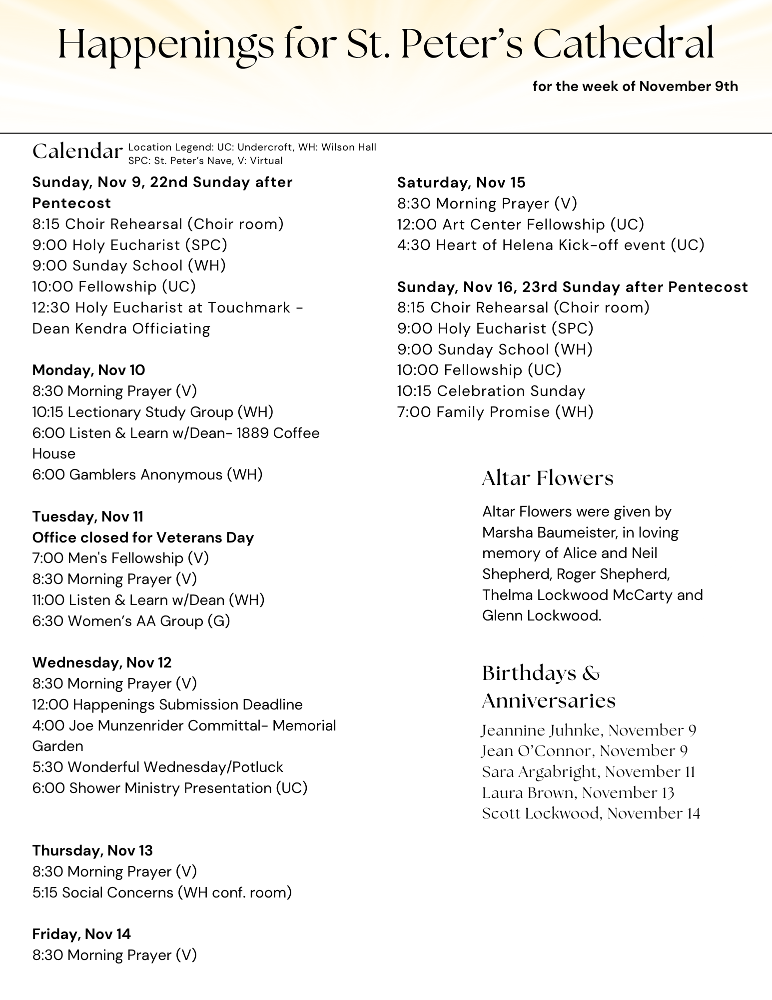 Happenings for St. Peter’s Cathedral
for the week of November 9th
Calendar
Location Legend: UC: Undercroft, WH: Wilson Hall
SPC: St. Peter’s Nave, V: Virtual
Sunday, Nov 9, 22nd Sunday after
Pentecost
8:15 Choir Rehearsal (Choir room)
9:00 Holy Eucharist (SPC)
9:00 Sunday School (WH)
10:00 Fellowship (UC)
12:30 Holy Eucharist at Touchmark -
Dean Kendra Officiating
Monday, Nov 10
8:30 Morning Prayer (V)
10:15 Lectionary Study Group (WH)
6:00 Listen & Learn w/Dean- 1889 Coffee
House
6:00 Gamblers Anonymous (WH)
Tuesday, Nov 11
Office closed for Veterans Day
7:00 Men's Fellowship (V)
8:30 Morning Prayer (V)
11:00 Listen & Learn w/Dean (WH)
6:30 Women’s AA Group (G)
Wednesday, Nov 12
8:30 Morning Prayer (V)
12:00 Happenings Submission Deadline
4:00 Joe Munzenrider Committal- Memorial
Garden
5:30 Wonderful Wednesday/Potluck
6:00 Shower Ministry Presentation (UC)
Thursday, Nov 13
8:30 Morning Prayer (V)
5:15 Social Concerns (WH conf. room)
Friday, Nov 14
8:30 Morning Prayer (V)
Saturday, Nov 15
8:30 Morning Prayer (V)
12:00 Art Center Fellowship (UC)
4:30 Heart of Helena Kick-off event (UC)
Sunday, Nov 16, 23rd Sunday after Pentecost
8:15 Choir Rehearsal (Choir room)
9:00 Holy Eucharist (SPC)
9:00 Sunday School (WH)
10:00 Fellowship (UC)
10:15 Celebration Sunday
7:00 Family Promise (WH)
Altar Flowers
Altar Flowers were given by
Marsha Baumeister, in loving
memory of Alice and Neil
Shepherd, Roger Shepherd,
Thelma Lockwood McCarty and
Glenn Lockwood.
Birthdays &
Anniversaries
Jeannine Juhnke, November 9
Jean O’Connor, November 9
Sara Argabright, November 11
Laura Brown, November 13
Scott Lockwood, November 14